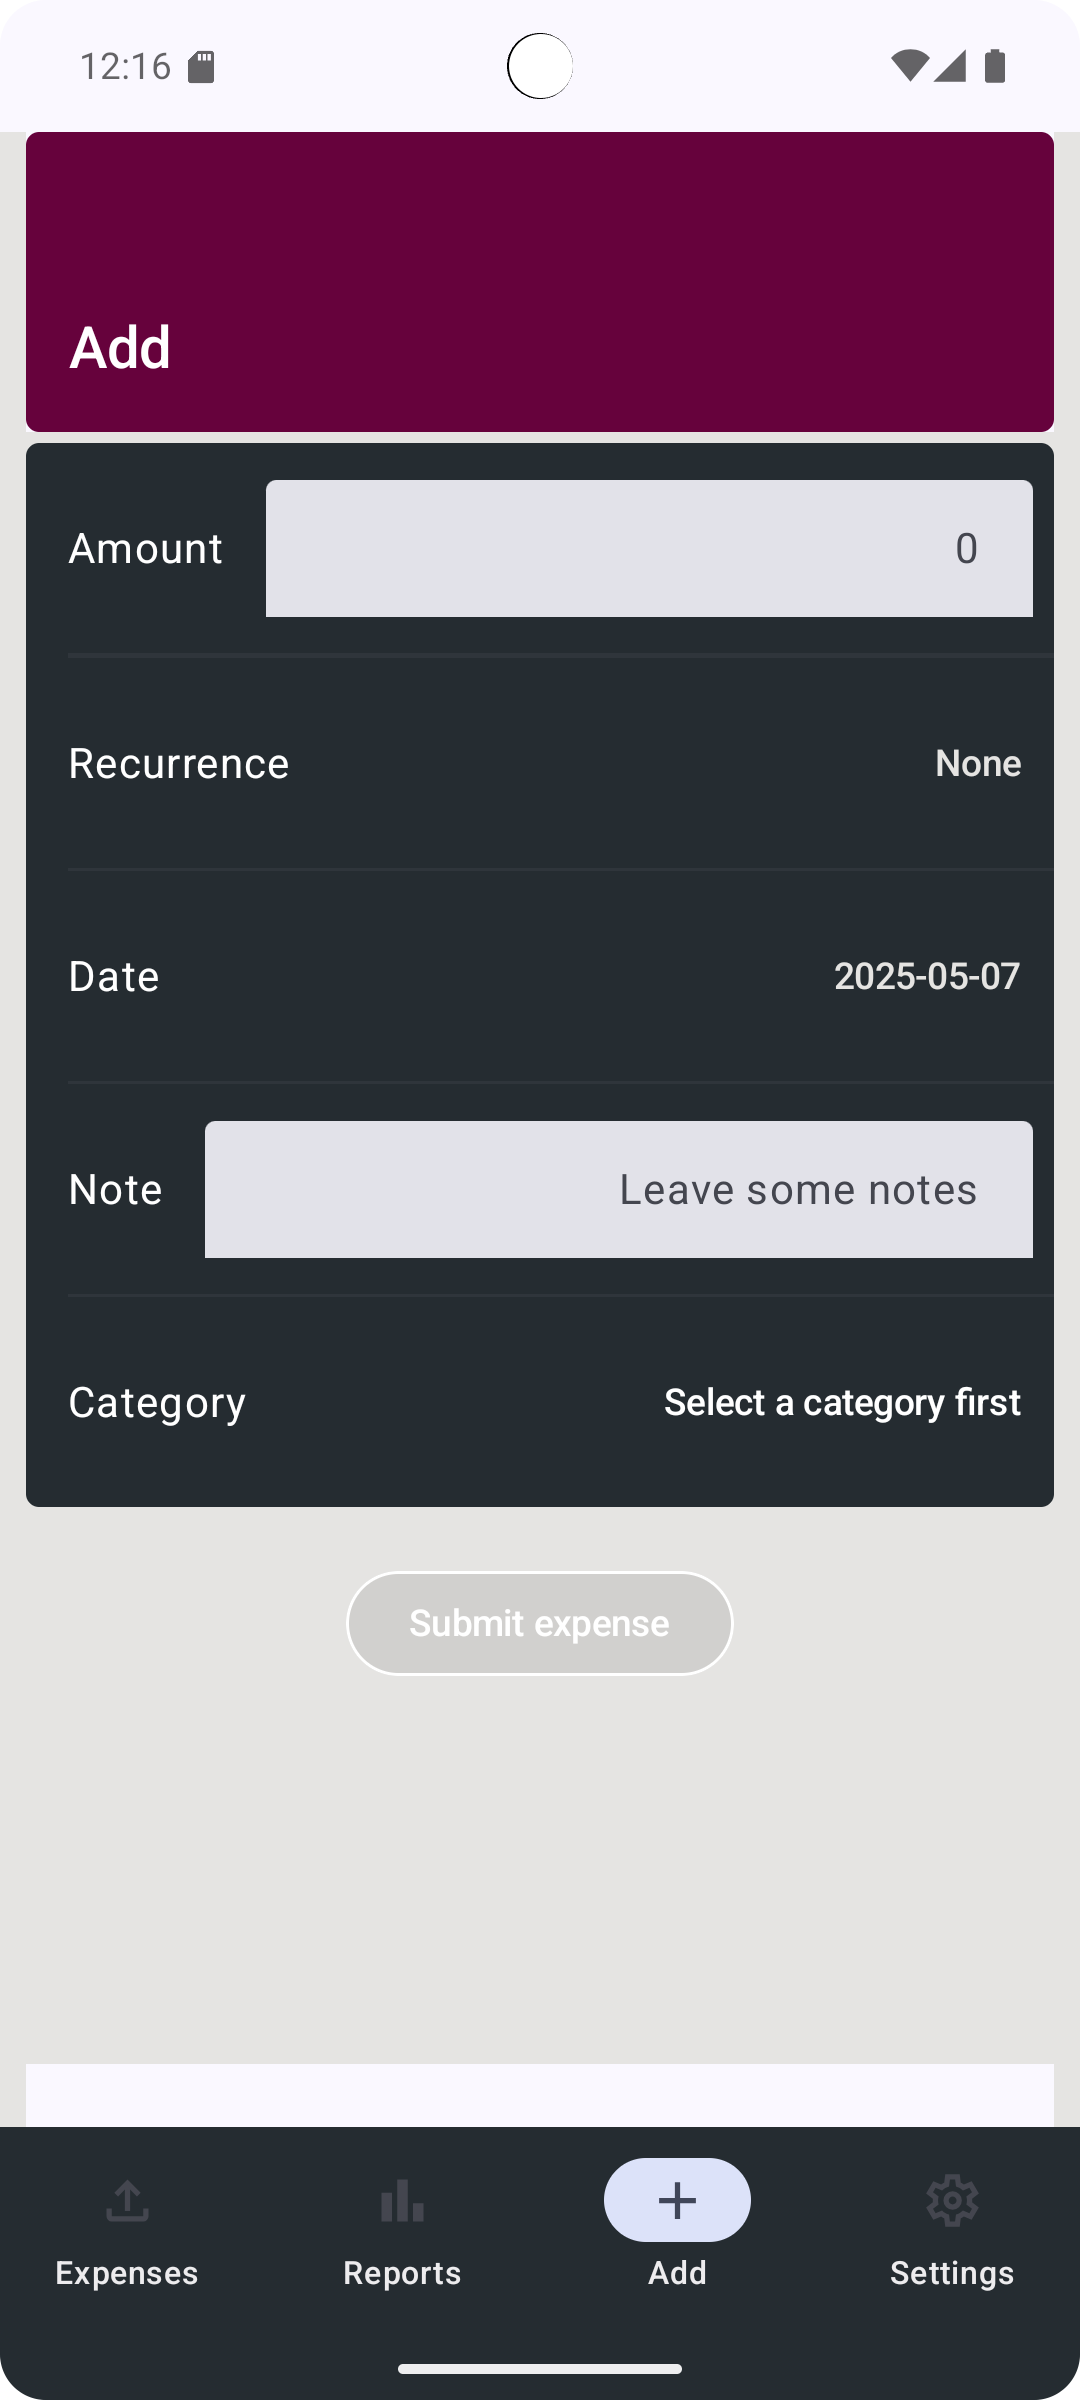 12:16
Add
Amount
0
Recurrence
None
Date
2025-05-07
Note
Leave some notes
Category
Select a category first
Submit expense
Expenses
Reports
Add
Settings